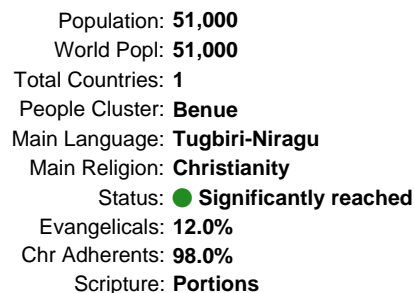 Population: 51,000
World Popl: 51,000
Total Countries: 1
People Cluster: Benue
Main Language: Tugbiri-Niragu
Main Religion: Christianity
Status: Significantly reached
Evangelicals: 12.0%
Chr Adherents: 98.0%
Scripture: Portions